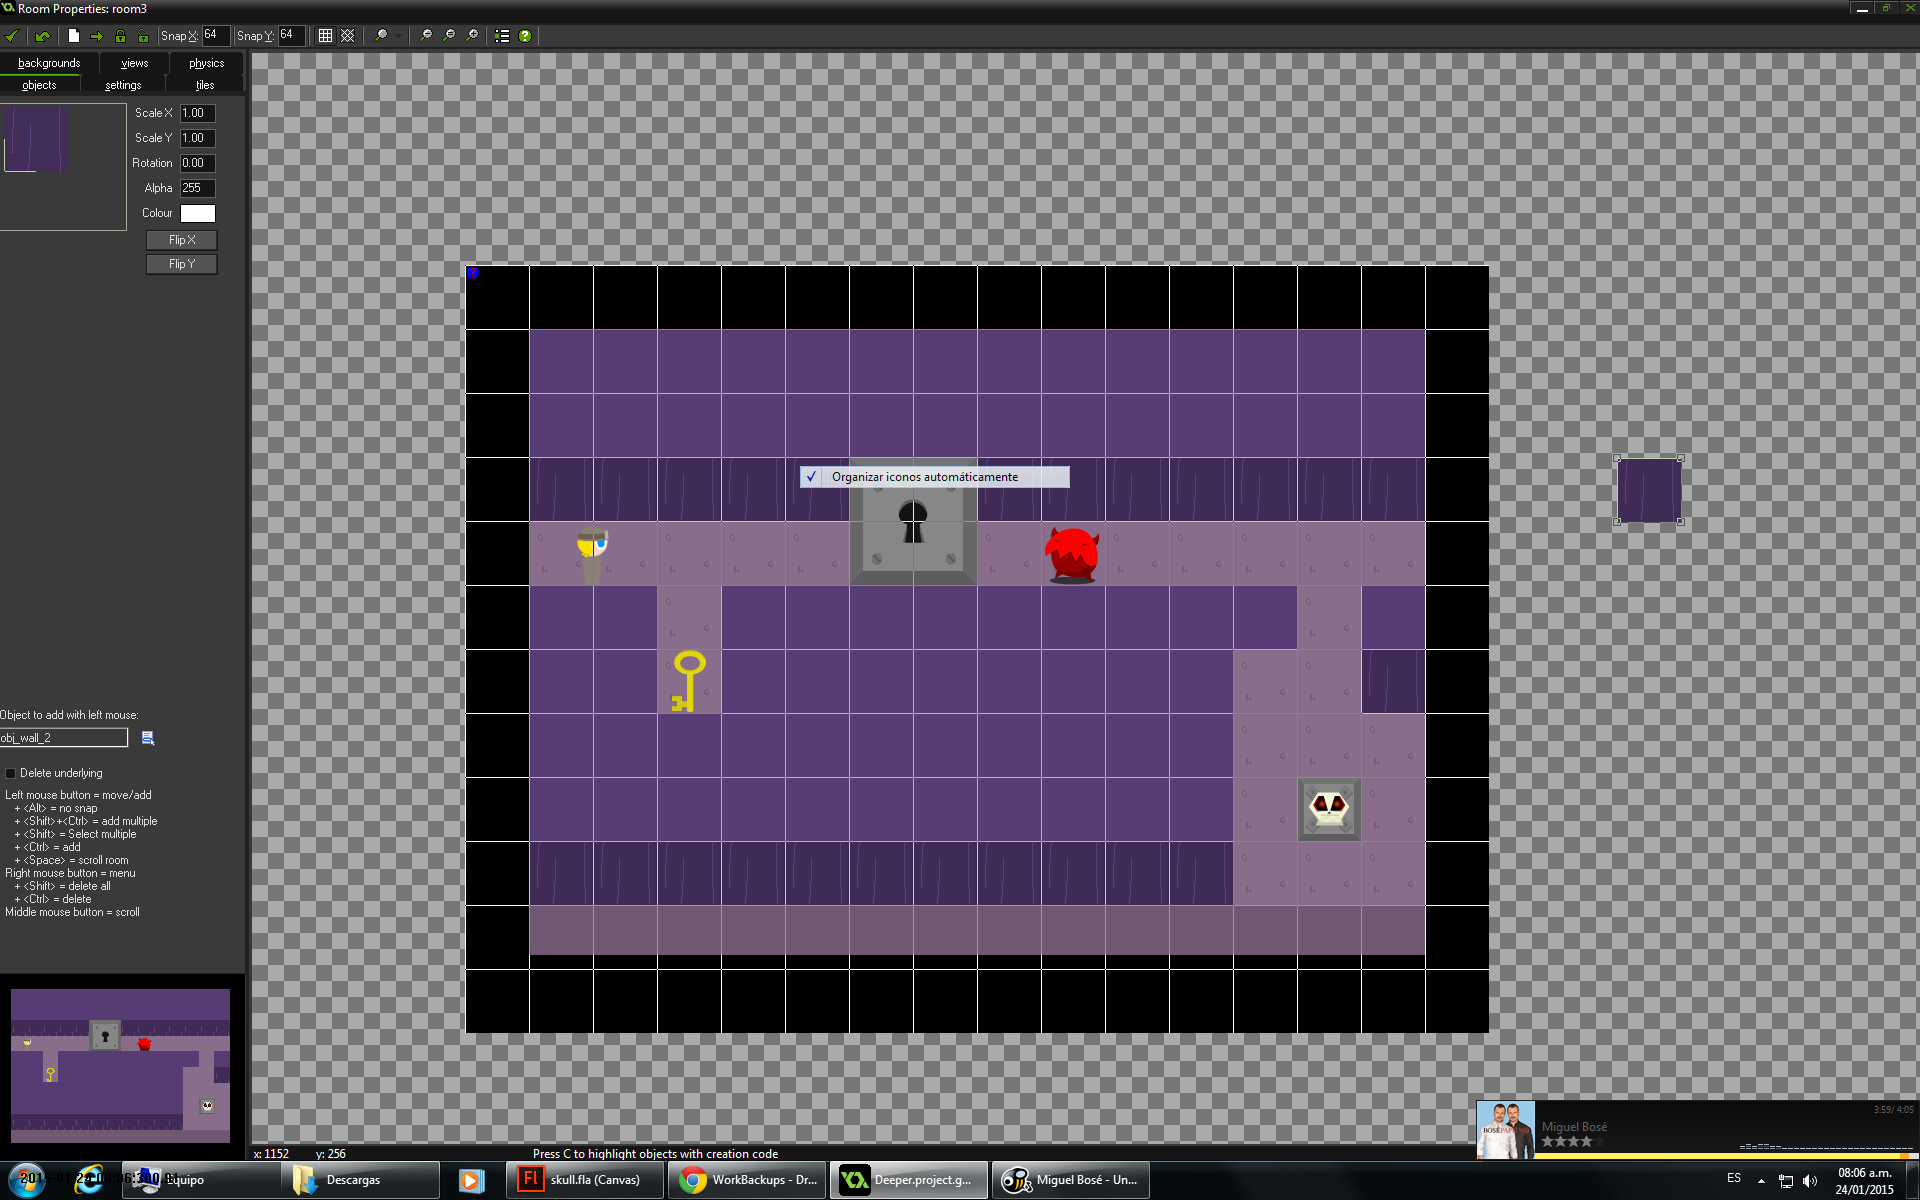 Room Properties: room3
Snap X: 64 Snap Y: 64
backgrounds views physics
objects settings tiles
Scale X 1.00
Scale Y 1.00
Rotation 0.00
Alpha 255
Colour
Flip X
Flip Y
✓ Organizar iconos automáticamente
Object to add with left mouse:
obj_wall_2
Delete underlying
Left mouse button = move/add
+ <Alt> = no snap
+ <Shift>+<Ctrl> = add multiple
+ <Shift> = Select multiple
+ <Ctrl> = add
+ <Space> = scroll room
Right mouse button = menu
+ <Shift> = delete all
+ <Ctrl> = delete
Middle mouse button = scroll
x: 1152 y: 256 Press C to highlight objects with creation code
3:59/ 4:05
Miguel Bosé
Equipo
Descargas
Fl skull.fla (Canvas)
WorkBackups - Dr...
Deeper.project.g...
Miguel Bosé - Un...
ES
08:06 a.m.
24/01/2015